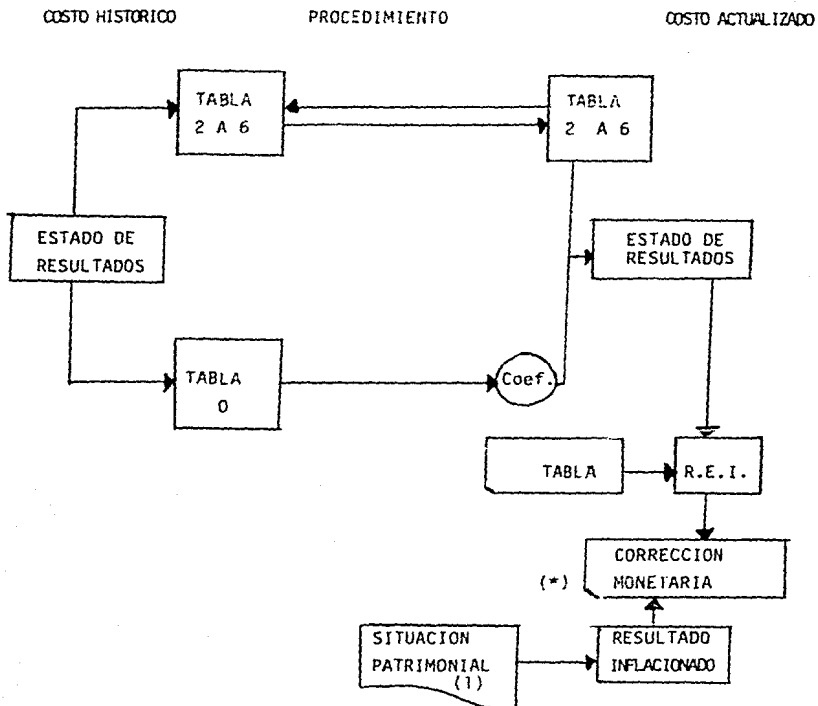 COSTO HISTORICO
PROCEDIMIENTO
COSTO ACTUALIZADO
TABLA
2 A 6
TABLA
2 A 6
ESTADO DE
RESULTADOS
ESTADO DE
RESULTADOS
TABLA
0
Coef.
TABLA
R.E.I.
CORRECCION
(*) MONETARIA
SITUACION
PATRIMONIAL
(1)
RESULTADO
INFLACIONADO